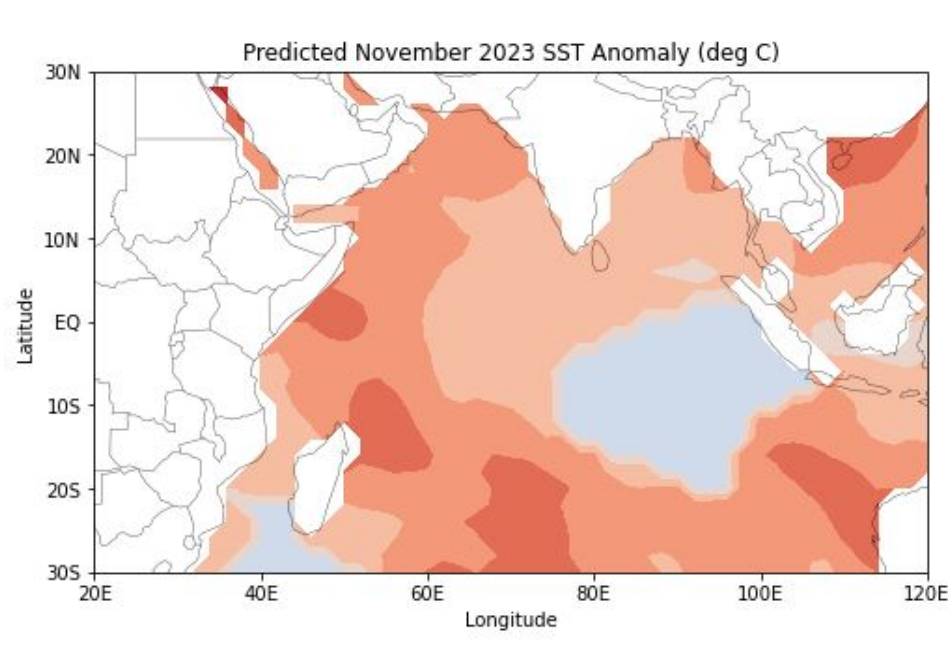 Predicted November 2023 SST Anomaly (deg C)
30N
20N
10N
EQ
10S
20S
30S
Latitude
20E 40E 60E 80E 100E 120E
Longitude